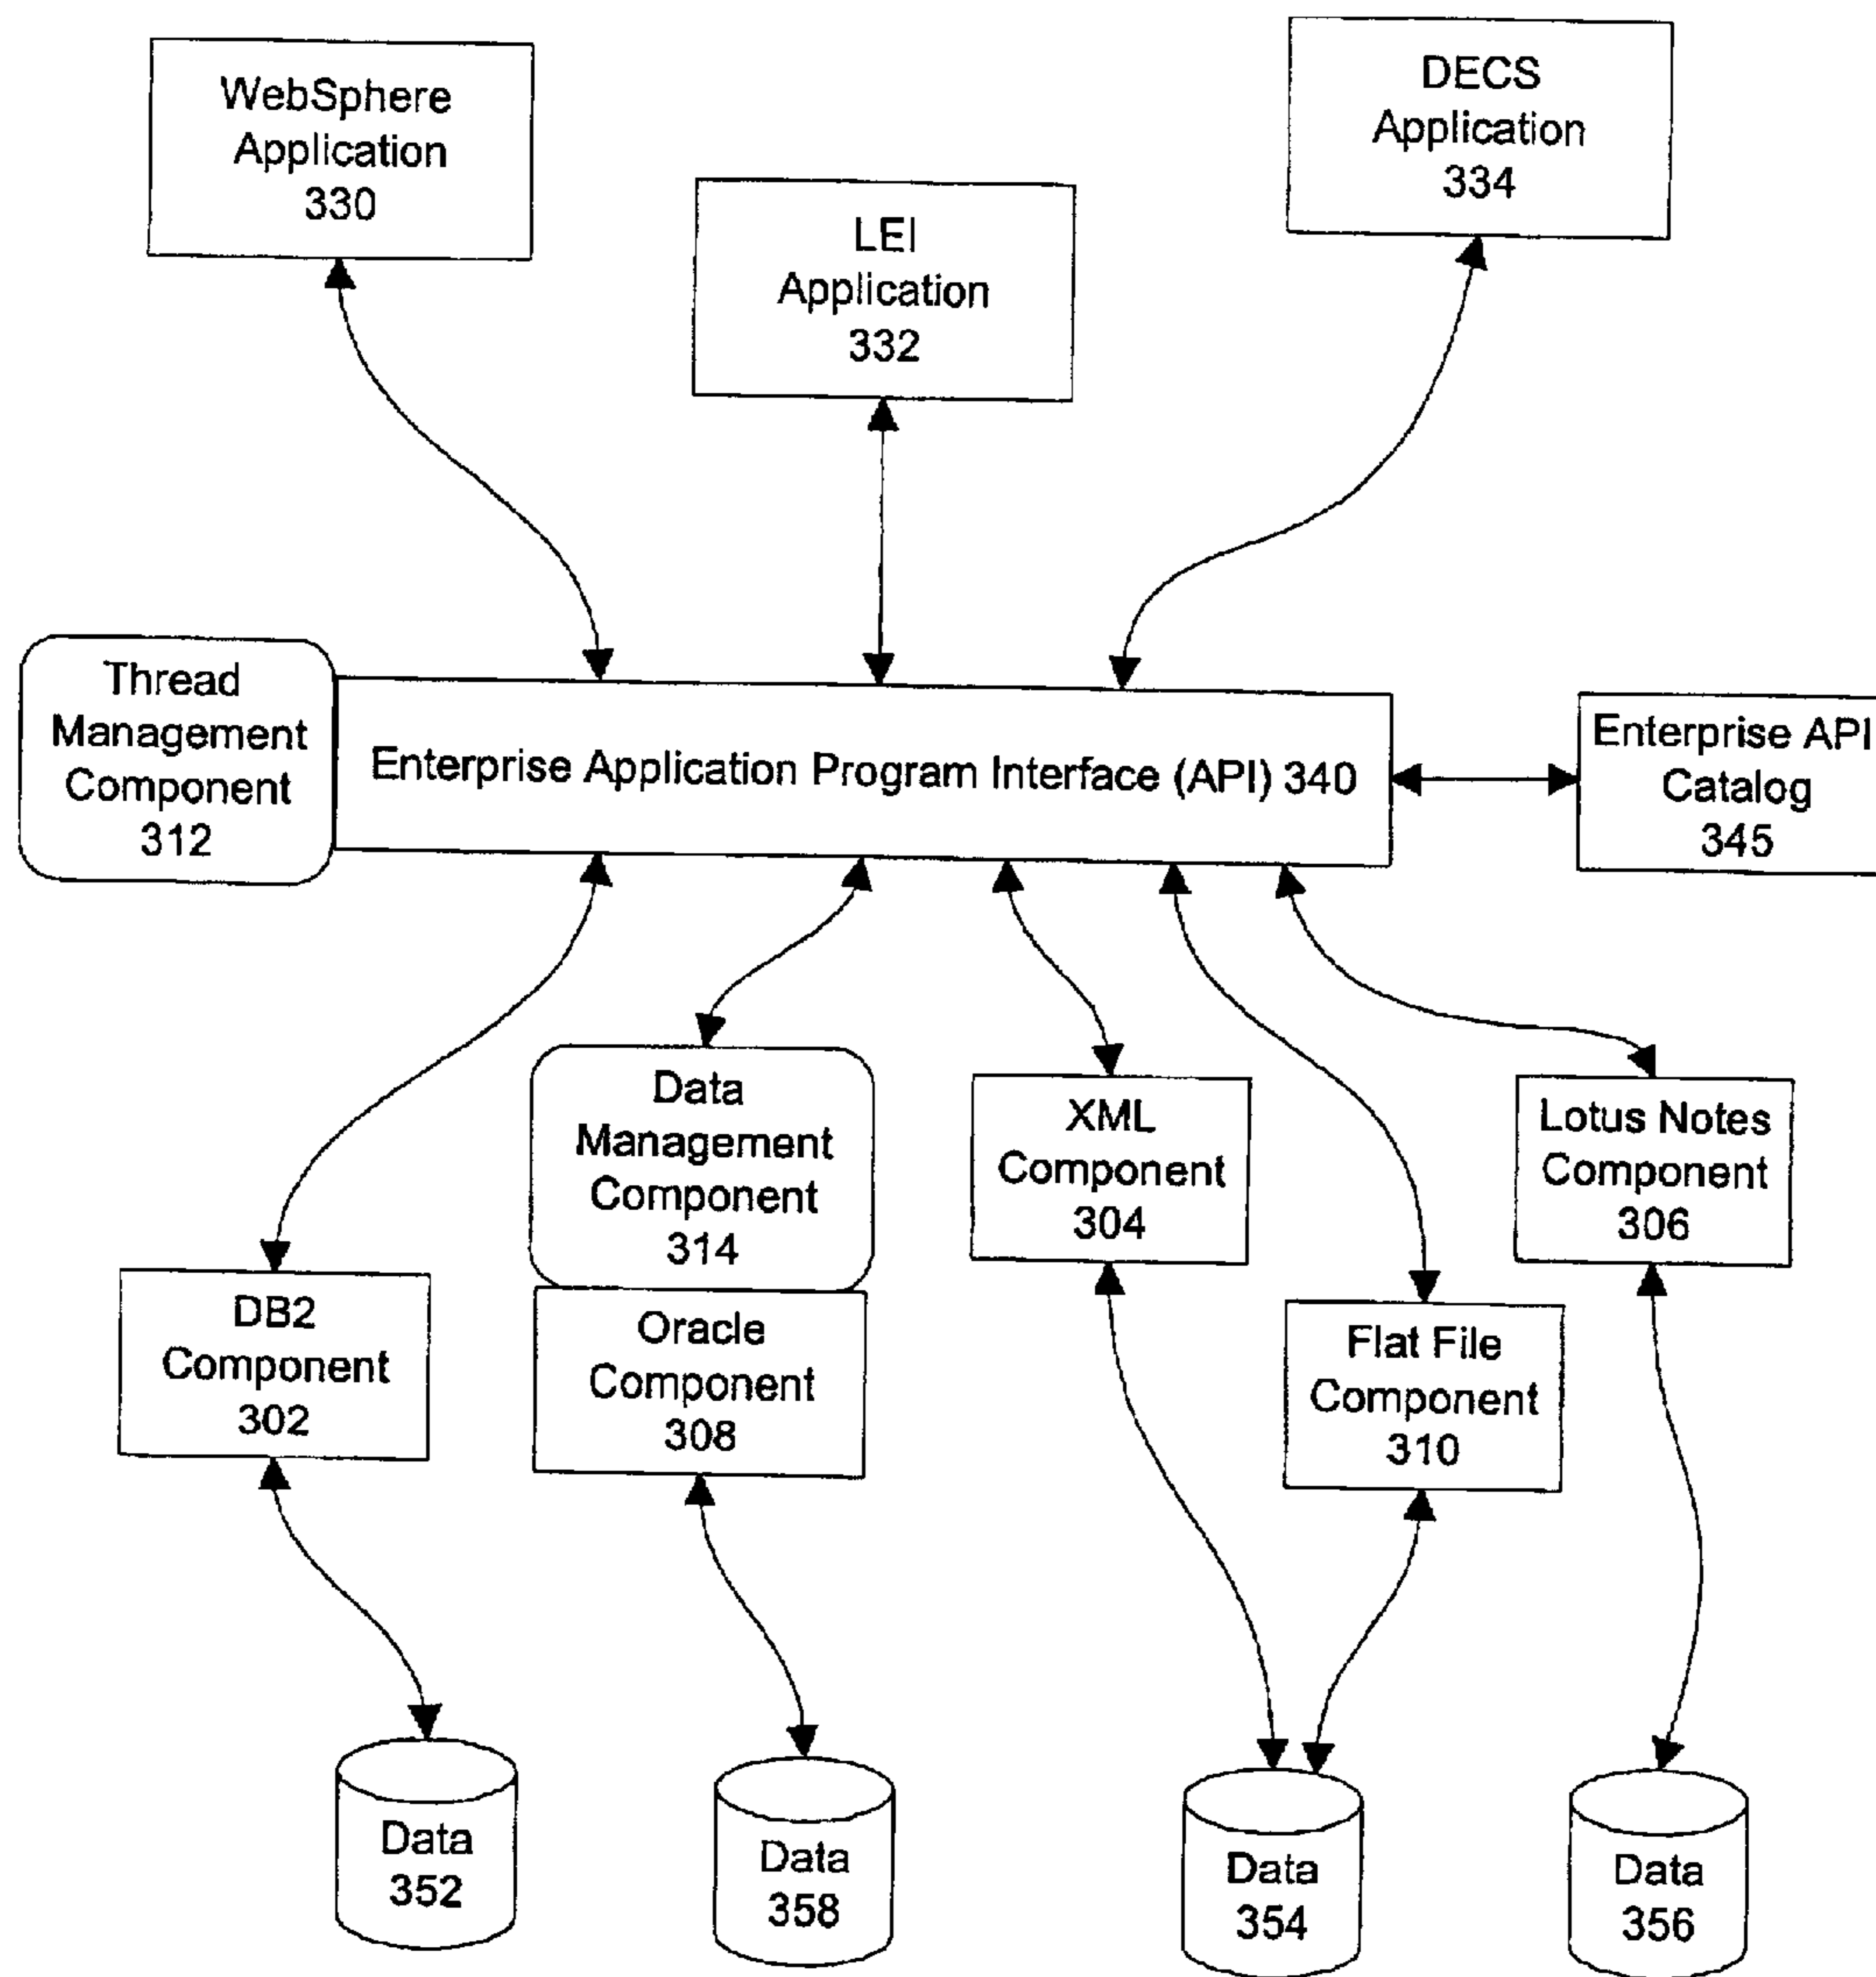 WebSphere
Application
330
LEI
Application
332
DECS
Application
334
Thread
Management
Component
312
Enterprise Application Program Interface (API) 340
Enterprise API
Catalog
345
Data
Management
Component
314
XML
Component
304
Lotus Notes
Component
306
DB2
Component
302
Oracle
Component
308
Flat File
Component
310
Data
352
Data
358
Data
354
Data
356